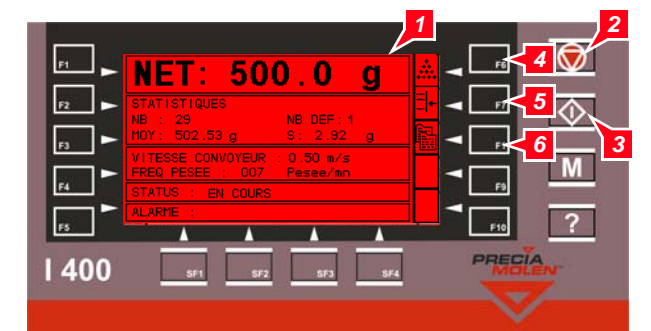 1
2
F1
NET: 500.0 g
F6
4
F2
STATISTIQUES
NB : 29 NB DEF: 1
MOY: 502.53 g S: 2.92 g
F7
5
F3
6
3
VITESSE CONVOYEUR : 0.50 m/s
FREQ PESEE : 007 Pesee/mn
F4
F9
M
STATUS : EN COURS
ALARME :
F5
F10
?
I 400
SF1
SF2
SF3
SF4
PRECIA
MOLEN